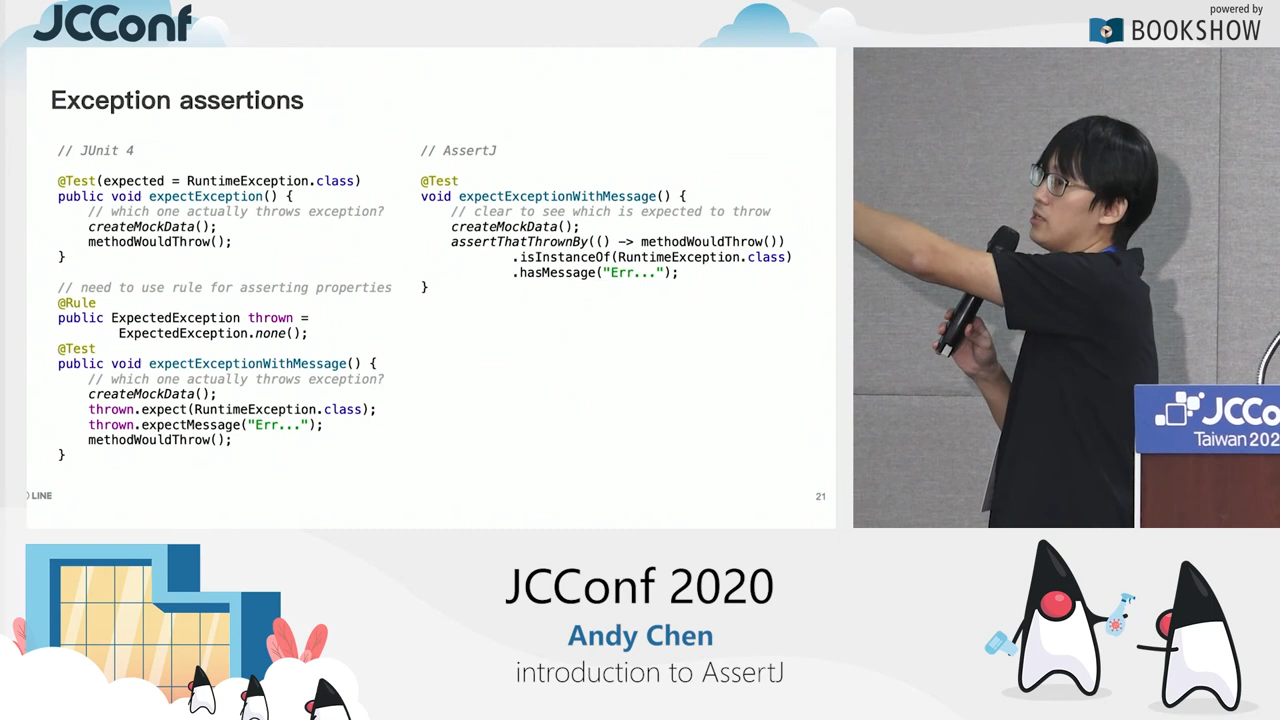 JCConf
powered by
BOOKSHOW
Exception assertions
// JUnit 4
@Test(expected = RuntimeException.class)
public void expectException() {
// which one actually throws exception?
createMockData();
methodWouldThrow();
}
// need to use rule for asserting properties
@Rule
public ExpectedException thrown =
ExpectedException.none();
@Test
public void expectExceptionWithMessage() {
// which one actually throws exception?
createMockData();
thrown.expect(RuntimeException.class);
thrown.expectMessage("Err...");
methodWouldThrow();
}
// AssertJ
@Test
void expectExceptionWithMessage() {
// clear to see which is expected to throw
createMockData();
assertThatThrownBy(() -> methodWouldThrow())
.isInstanceOf(RuntimeException.class)
.hasMessage("Err...");
}
LINE
21
JCCo
Taiwan 202
JCConf 2020
Andy Chen
introduction to AssertJ